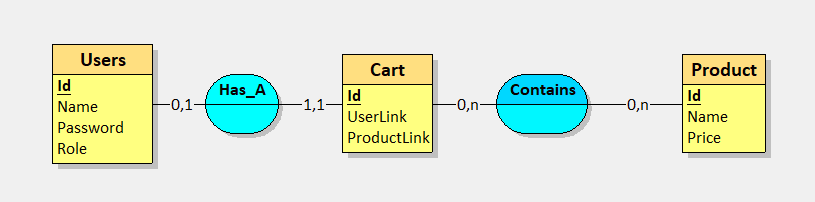 Users
Id
Name
Password
Role
0,1
Has_A
1,1
Cart
Id
UserLink
ProductLink
0,n
Contains
0,n
Product
Id
Name
Price